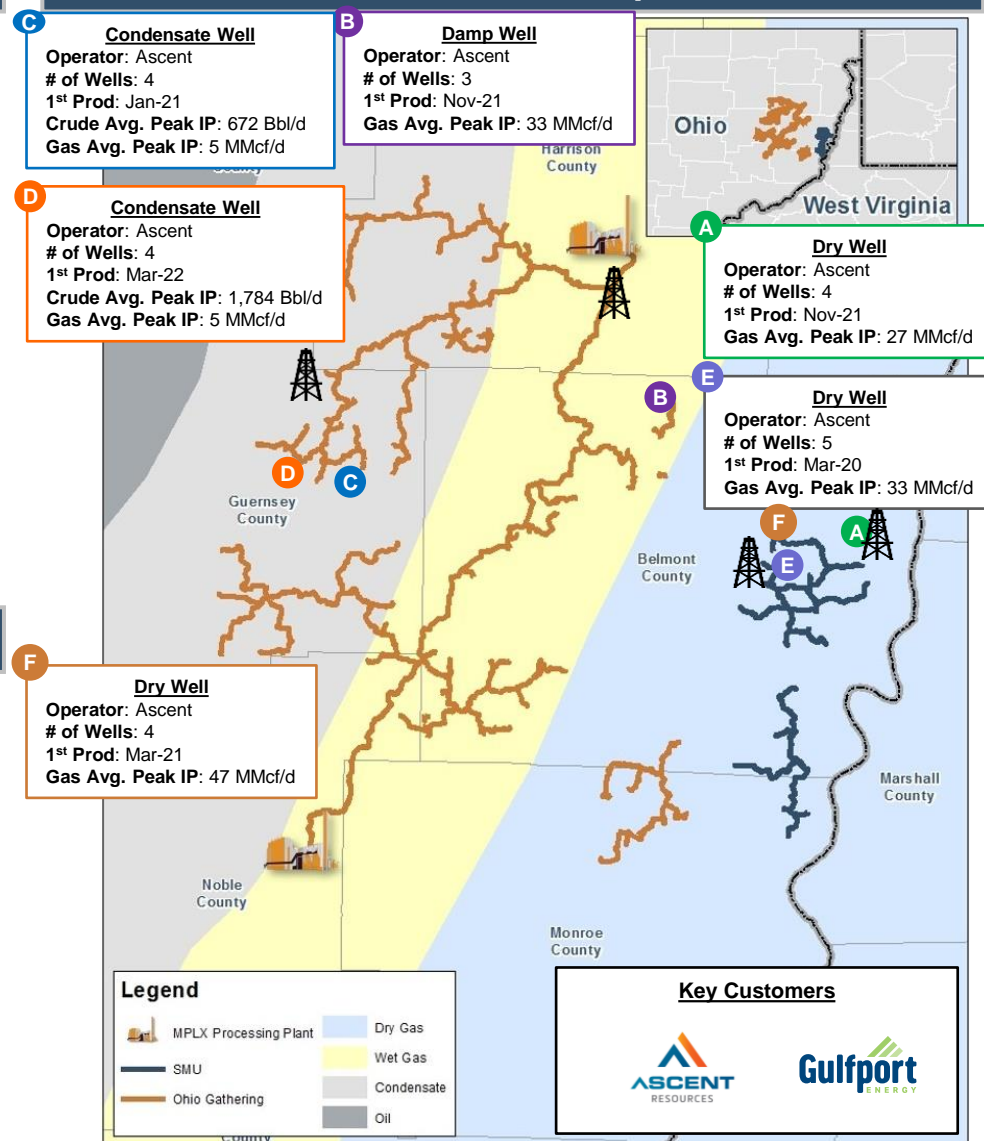 C
Condensate Well
Operator: Ascent
# of Wells: 4
1st Prod: Jan-21
Crude Avg. Peak IP: 672 Bbl/d
Gas Avg. Peak IP: 5 MMcf/d
B
Damp Well
Operator: Ascent
# of Wells: 3
1st Prod: Nov-21
Gas Avg. Peak IP: 33 MMcf/d
Ohio
West Virginia
Harrison
County
County
D
Condensate Well
Operator: Ascent
# of Wells: 4
1st Prod: Mar-22
Crude Avg. Peak IP: 1,784 Bbl/d
Gas Avg. Peak IP: 5 MMcf/d
A
Dry Well
Operator: Ascent
# of Wells: 4
1st Prod: Nov-21
Gas Avg. Peak IP: 27 MMcf/d
E
Dry Well
Operator: Ascent
# of Wells: 5
1st Prod: Mar-20
Gas Avg. Peak IP: 33 MMcf/d
B
D
C
Guernsey
County
F
A
E
Belmont
County
F
Dry Well
Operator: Ascent
# of Wells: 4
1st Prod: Mar-21
Gas Avg. Peak IP: 47 MMcf/d
Marshall
County
Noble
County
Monroe
County
Legend
MPLX Processing Plant
SMU
Ohio Gathering
Dry Gas
Wet Gas
Condensate
Oil
County
Key Customers
ASCENT
RESOURCES
Gulfport
ENERGY